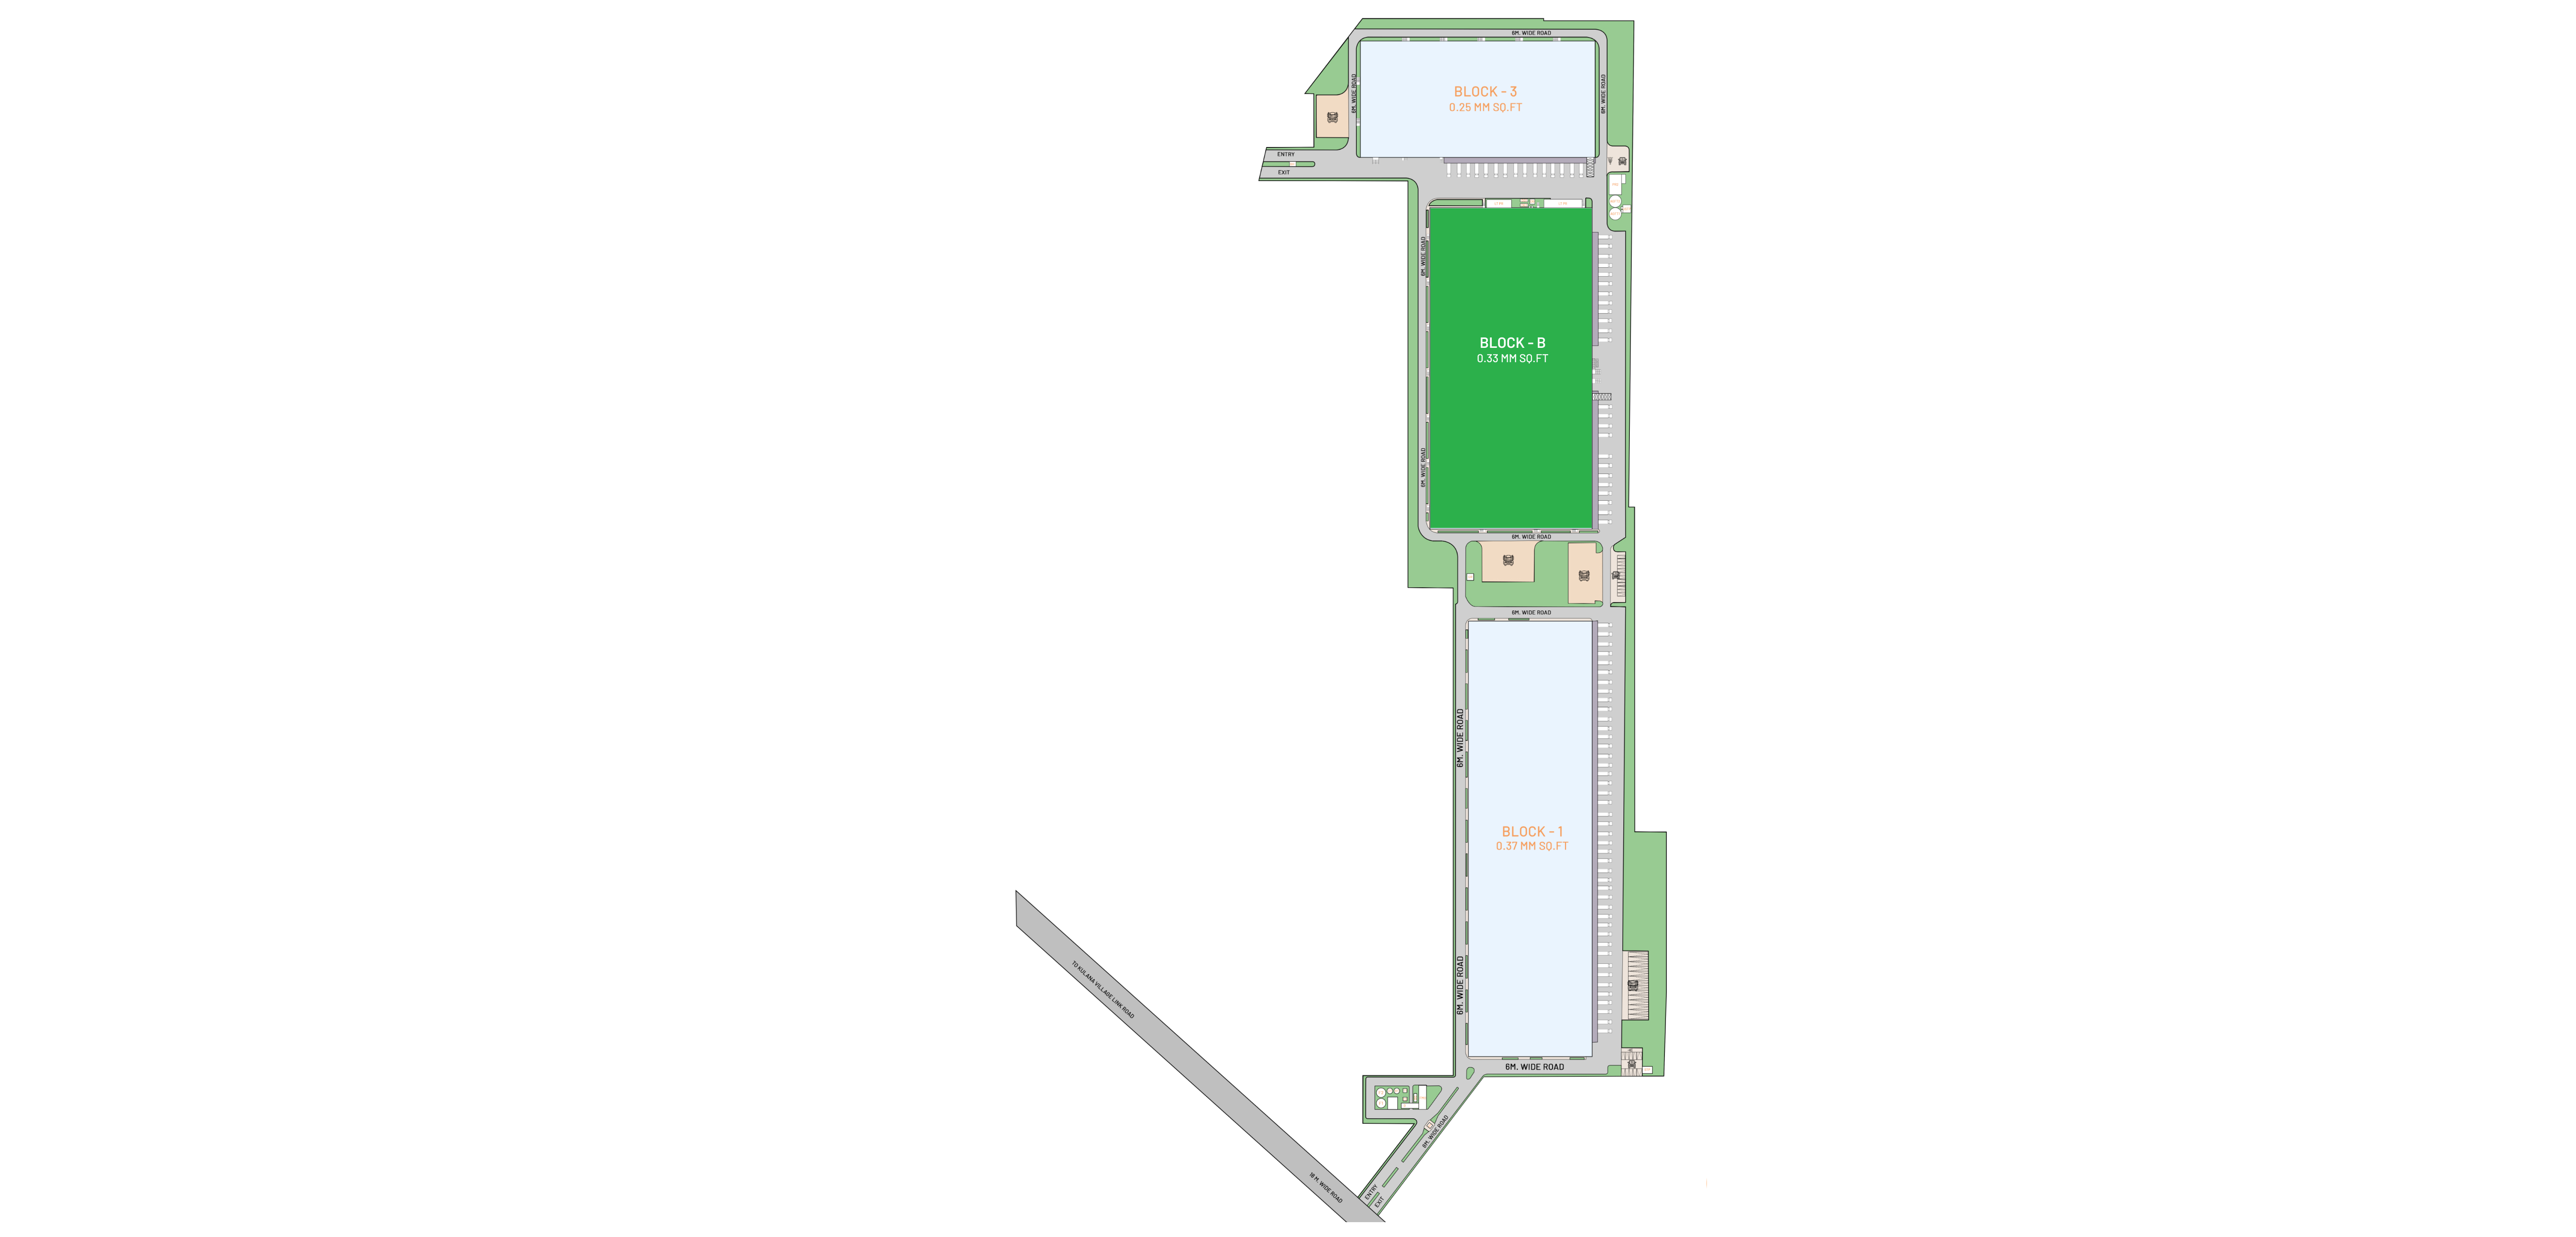 6M. WIDE ROAD
6M. WIDE ROAD
6M. WIDE ROAD
BLOCK - 3
0.25 MM SQ.FT
ENTRY
EXIT
6M. WIDE ROAD
BLOCK - B
0.33 MM SQ.FT
6M. WIDE ROAD
6M. WIDE ROAD
6M. WIDE ROAD
6M. WIDE ROAD
BLOCK - 1
0.37 MM SQ.FT
6M. WIDE ROAD
6M. WIDE ROAD
6M. WIDE ROAD
ENTRY
EXIT
TO KULANA VILLAGE LINK ROAD
18 M. WIDE ROAD